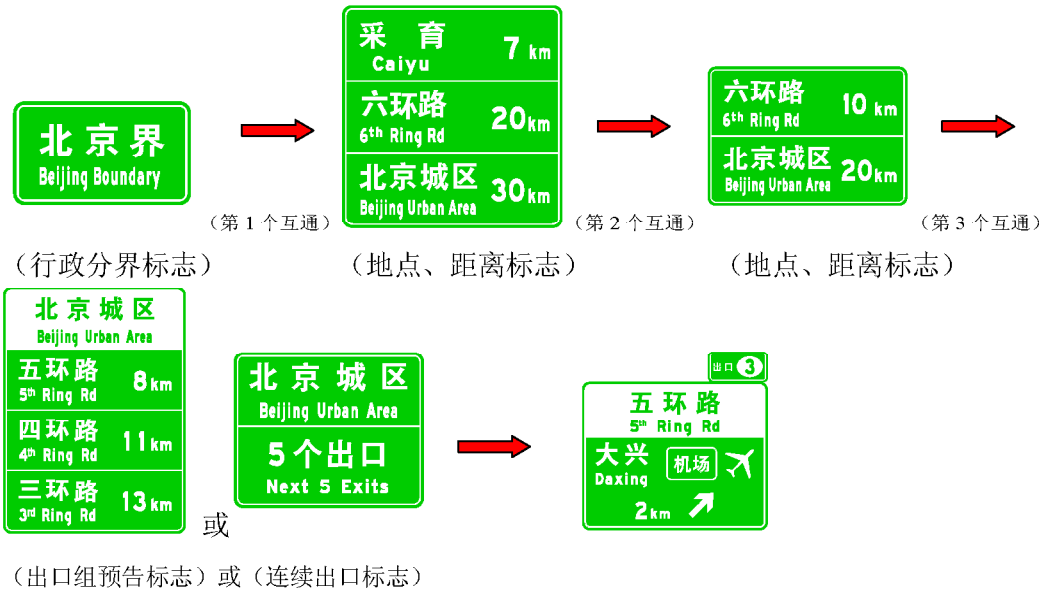 北京界
Beijing Boundary
(第1个互通)
采 育 7 km
Caiyu
六环路 20km
6th Ring Rd
北京城区 30km
Beijing Urban Area
(第2个互通)
六环路 10 km
6th Ring Rd
北京城区 20km
Beijing Urban Area
(第3个互通)
(行政分界标志)
(地点、距离标志)
(地点、距离标志)
北京城区
Beijing Urban Area
五环路 8km
5th Ring Rd
四环路 11km
4th Ring Rd
三环路 13km
3rd Ring Rd
或
北京城区
Beijing Urban Area
5个出口
Next 5 Exits
出口 3
五环路
5th Ring Rd
大兴 机场
Daxing
2km
(出口组预告标志)或(连续出口标志)